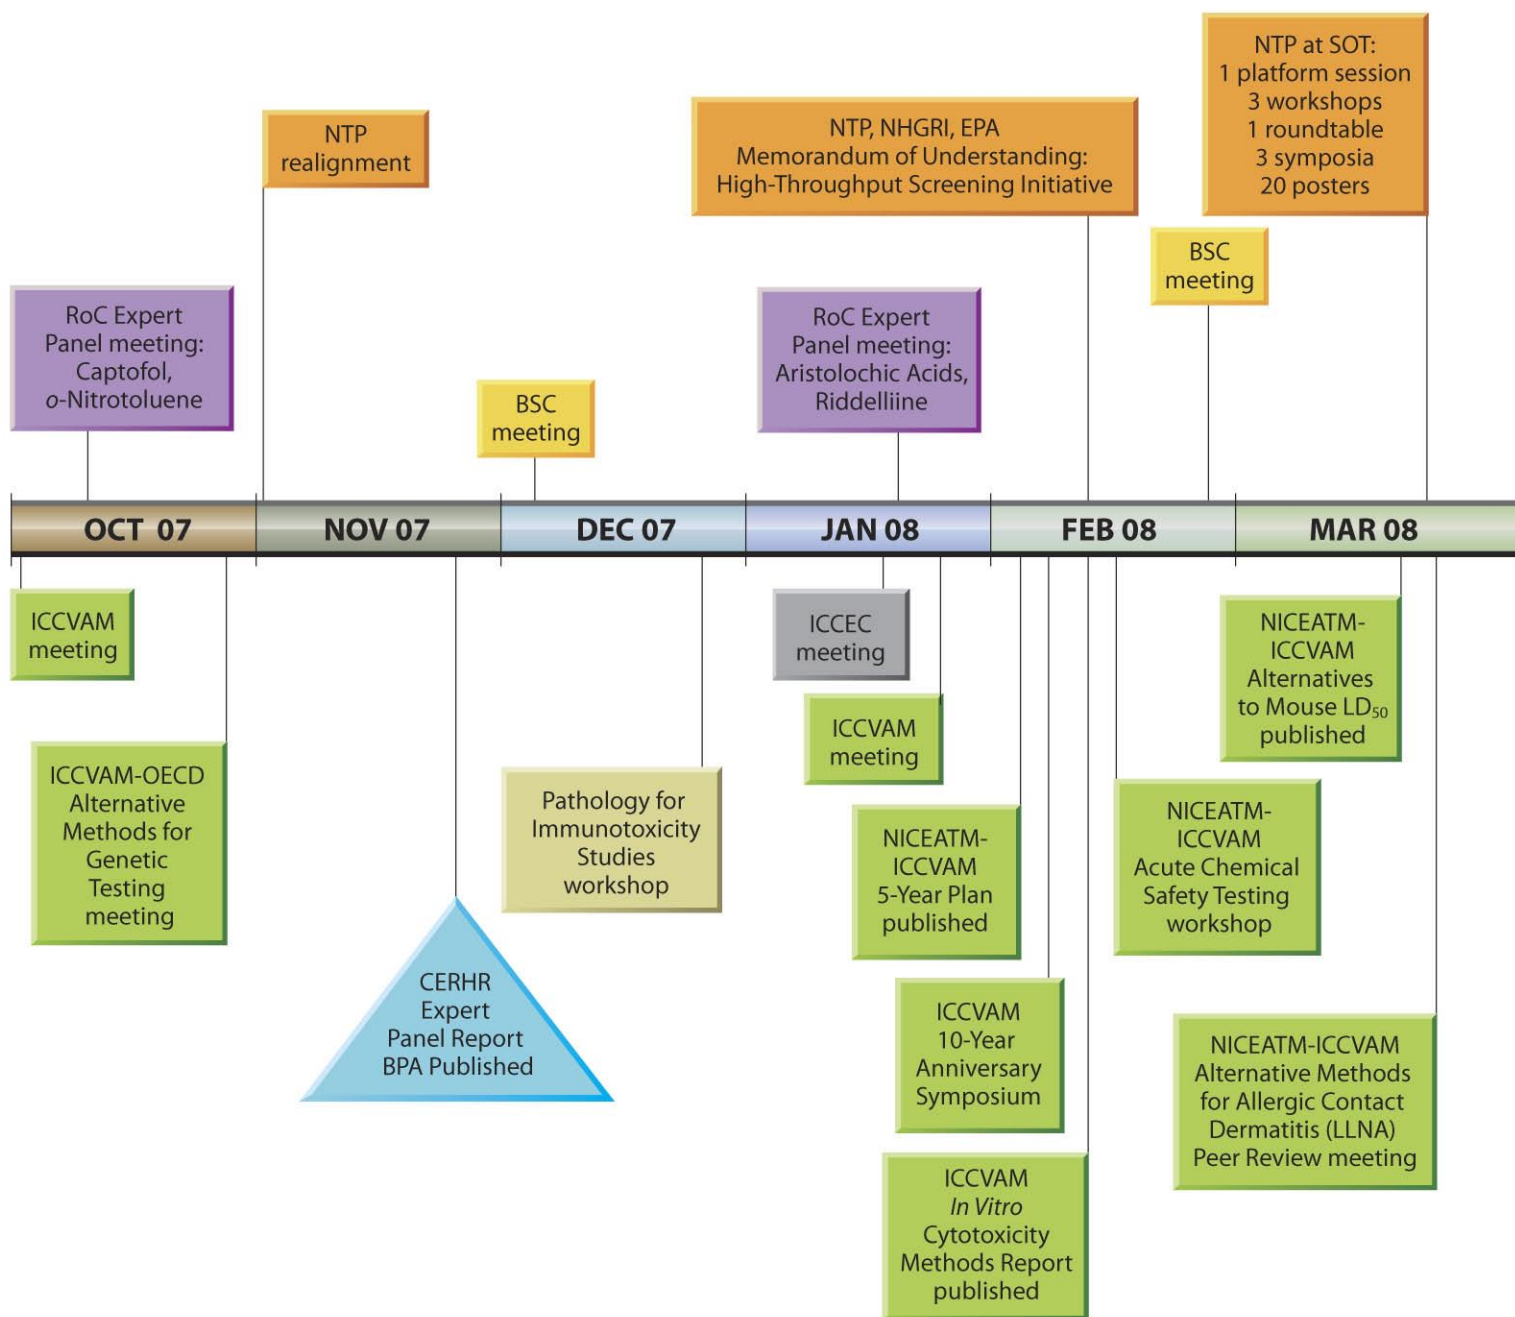 NTP at SOT:
1 platform session
3 workshops
1 roundtable
3 symposia
20 posters
NTP
realignment
NTP, NHGRI, EPA
Memorandum of Understanding:
High-Throughput Screening Initiative
BSC
meeting
RoC Expert
Panel meeting:
Captofol,
o-Nitrotoluene
RoC Expert
Panel meeting:
Aristolochic Acids,
Riddelliine
BSC
meeting
OCT 07
NOV 07
DEC 07
JAN 08
FEB 08
MAR 08
ICCVAM
meeting
ICCEC
meeting
NICEATM-
ICCVAM
Alternatives
to Mouse LD₅₀
published
ICCVAM
meeting
ICCVAM-OECD
Alternative
Methods for
Genetic
Testing
meeting
Pathology for
Immunotoxicity
Studies
workshop
NICEATM-
ICCVAM
5-Year Plan
published
NICEATM-
ICCVAM
Acute Chemical
Safety Testing
workshop
CERHR
Expert
Panel Report
BPA Published
ICCVAM
10-Year
Anniversary
Symposium
NICEATM-ICCVAM
Alternative Methods
for Allergic Contact
Dermatitis (LLNA)
Peer Review meeting
ICCVAM
In Vitro
Cytotoxicity
Methods Report
published